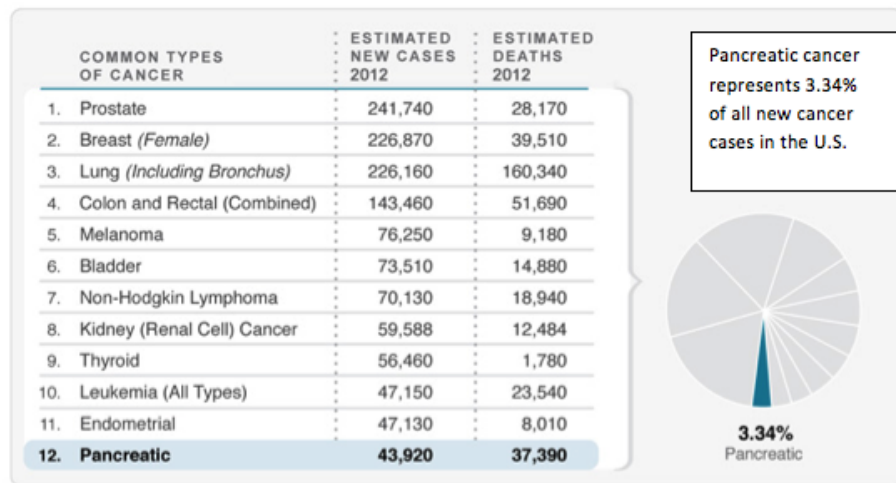 COMMON TYPES
OF CANCER
ESTIMATED
NEW CASES
2012
ESTIMATED
DEATHS
2012
1. Prostate 241,740 28,170
2. Breast (Female) 226,870 39,510
3. Lung (Including Bronchus) 226,160 160,340
4. Colon and Rectal (Combined) 143,460 51,690
5. Melanoma 76,250 9,180
6. Bladder 73,510 14,880
7. Non-Hodgkin Lymphoma 70,130 18,940
8. Kidney (Renal Cell) Cancer 59,588 12,484
9. Thyroid 56,460 1,780
10. Leukemia (All Types) 47,150 23,540
11. Endometrial 47,130 8,010
12. Pancreatic 43,920 37,390
Pancreatic cancer
represents 3.34%
of all new cancer
cases in the U.S.
3.34%
Pancreatic